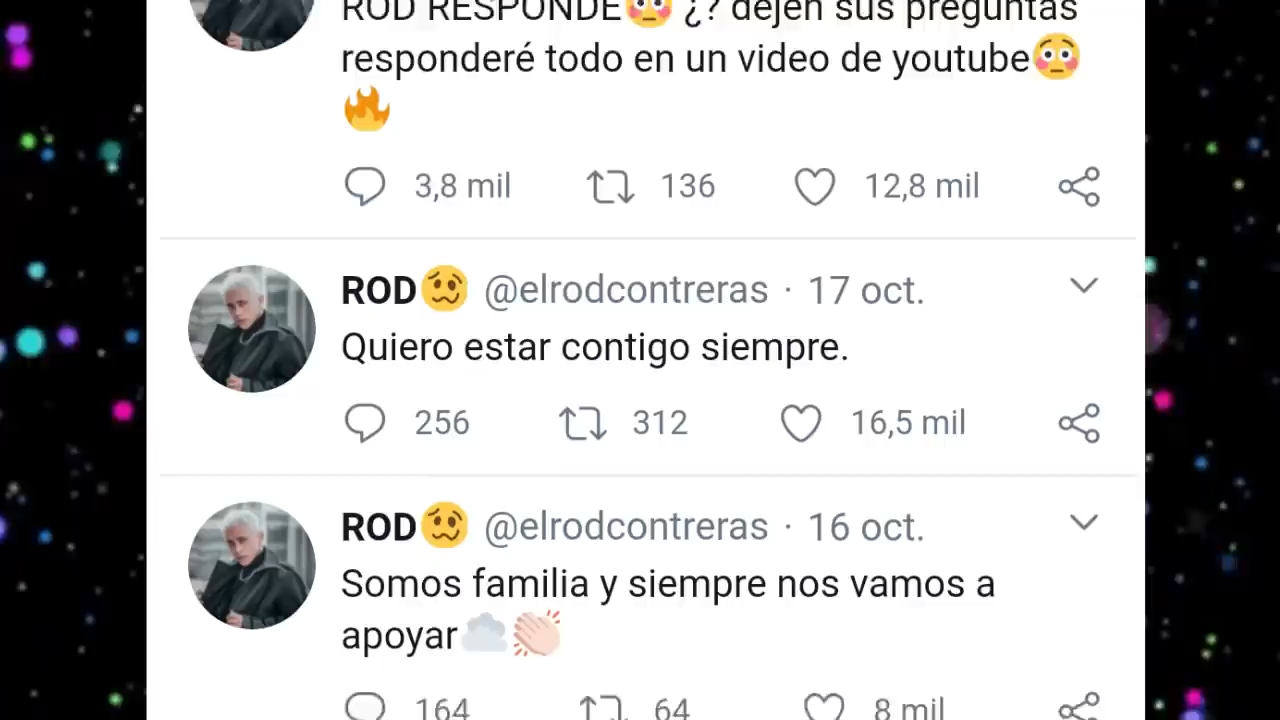 ROD RESPONDE😳 ¿? dejen sus preguntas
responderé todo en un video de youtube😳
🔥
3,8 mil 136 12,8 mil
ROD🥴 @elrodcontreras · 17 oct.
Quiero estar contigo siempre.
256 312 16,5 mil
ROD🥴 @elrodcontreras · 16 oct.
Somos familia y siempre nos vamos a
apoyar☁️👏🏻
164 64 8 mil